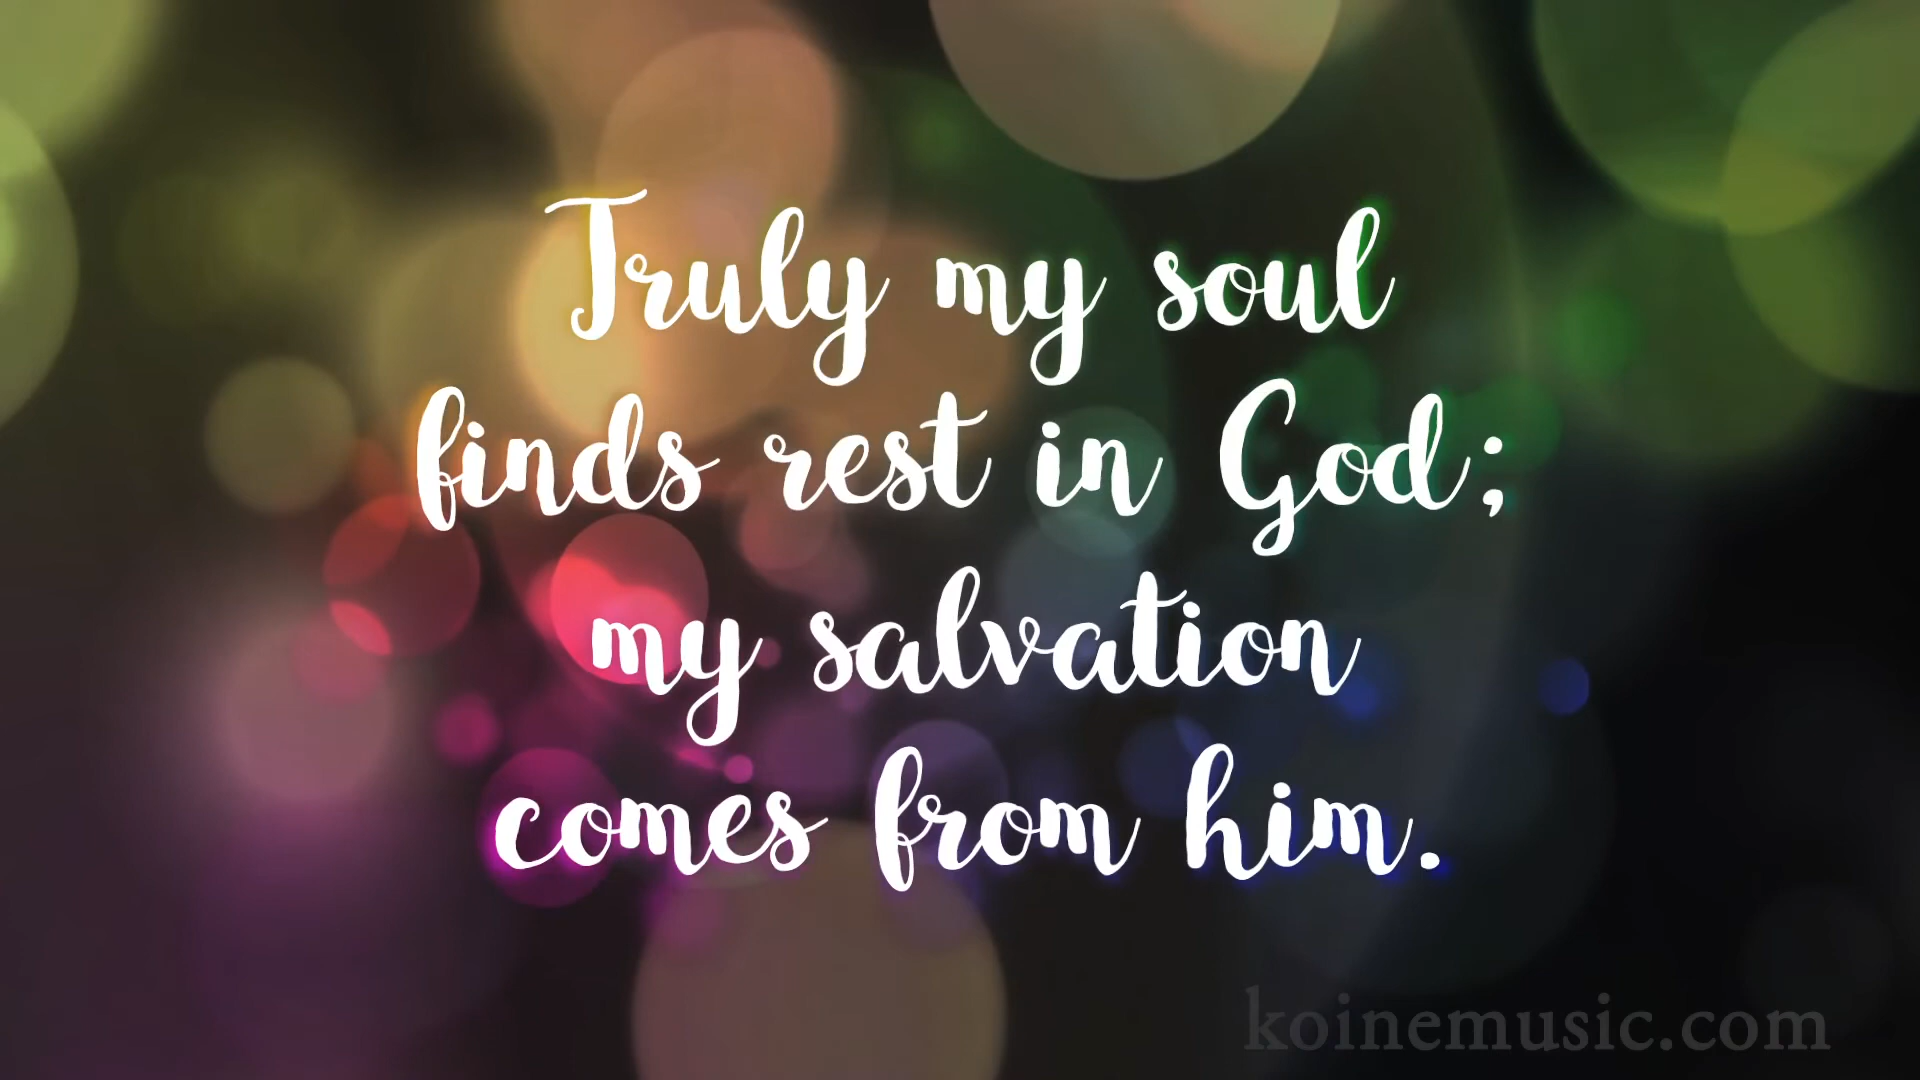 Truly my soul
finds rest in God;
my salvation
comes from him.
koinemusic.com